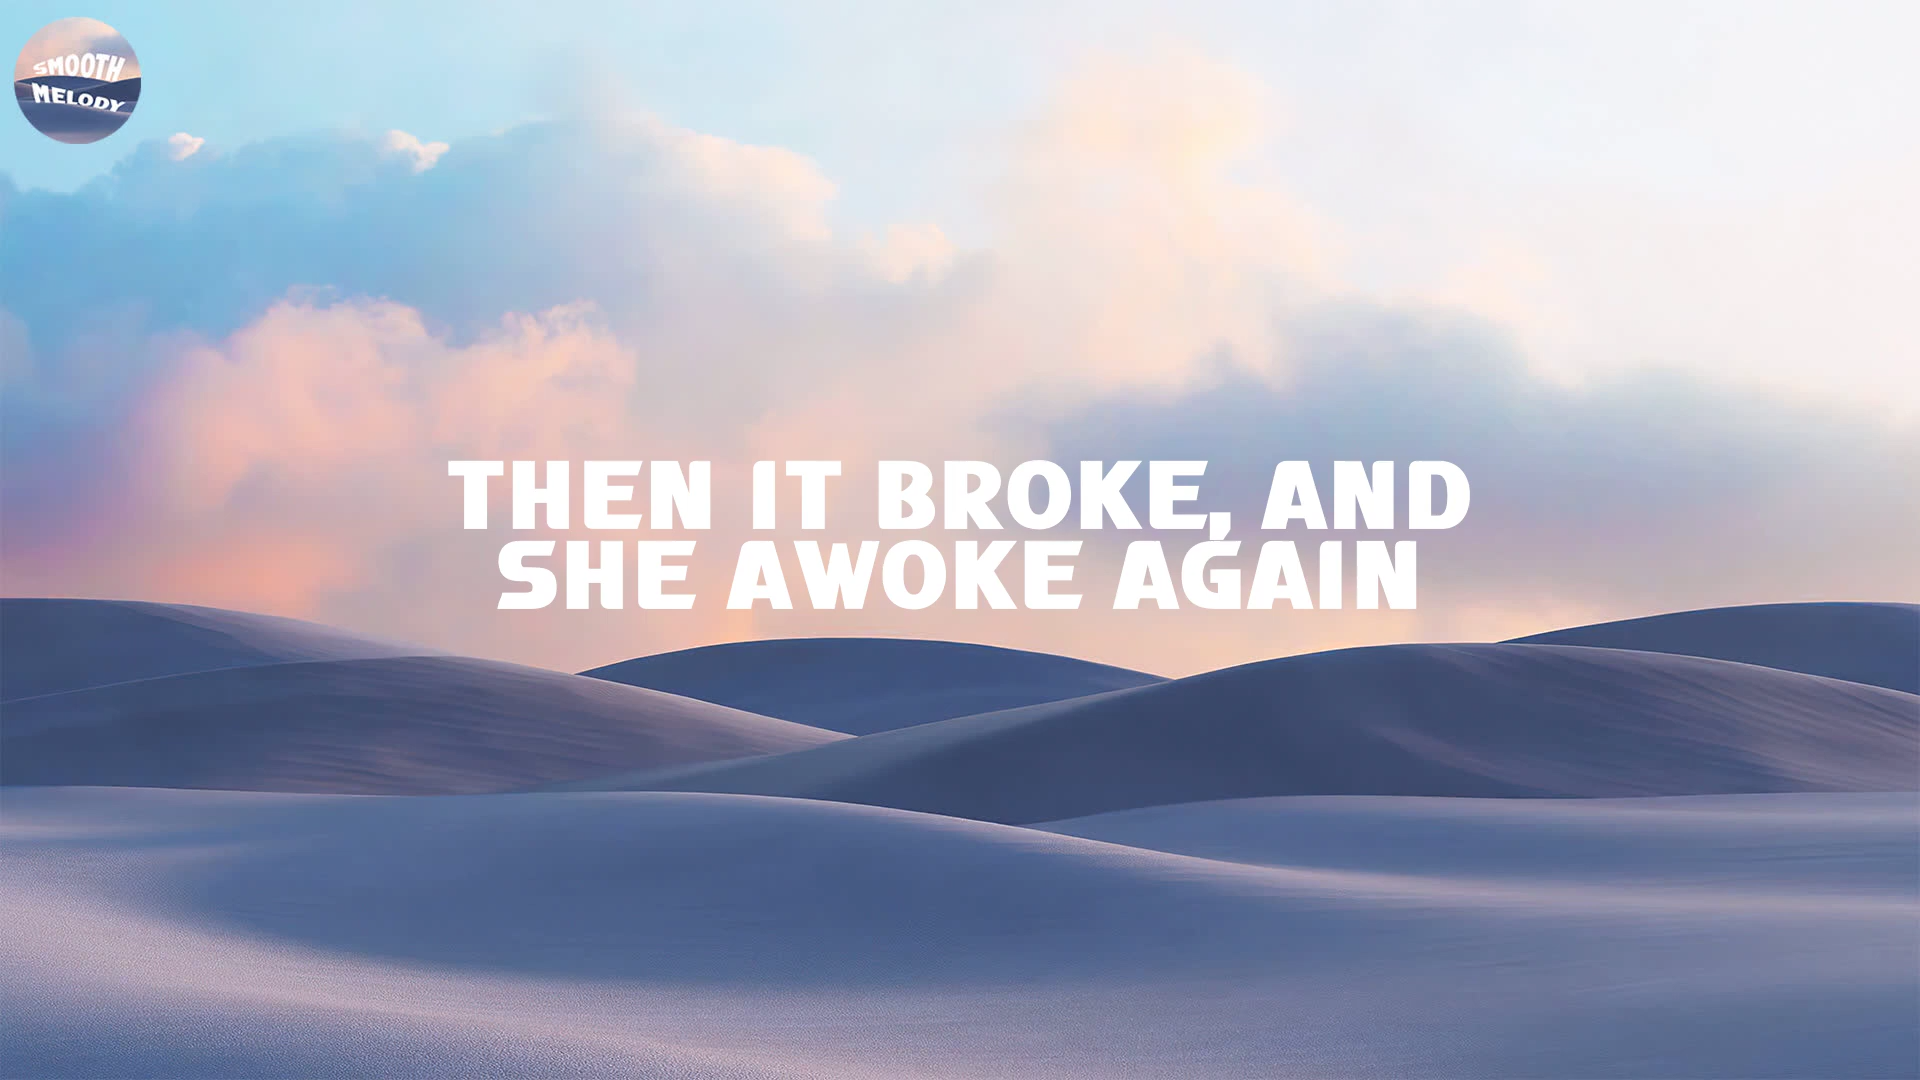 SMOOTH
MELODY
THEN IT BROKE, AND
SHE AWOKE AGAIN